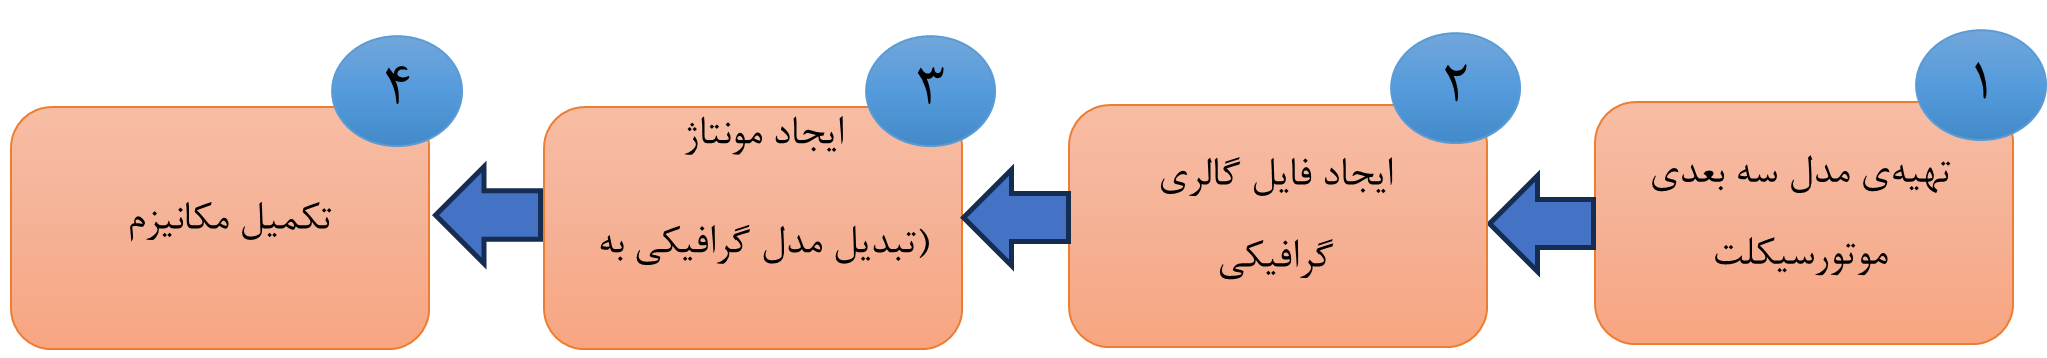 ۱
تهیه‌ی مدل سه بعدی
موتورسیکلت
۲
ایجاد فایل گالری
گرافیکی
۳
ایجاد مونتاژ
(تبدیل مدل گرافیکی به
۴
تکمیل مکانیزم